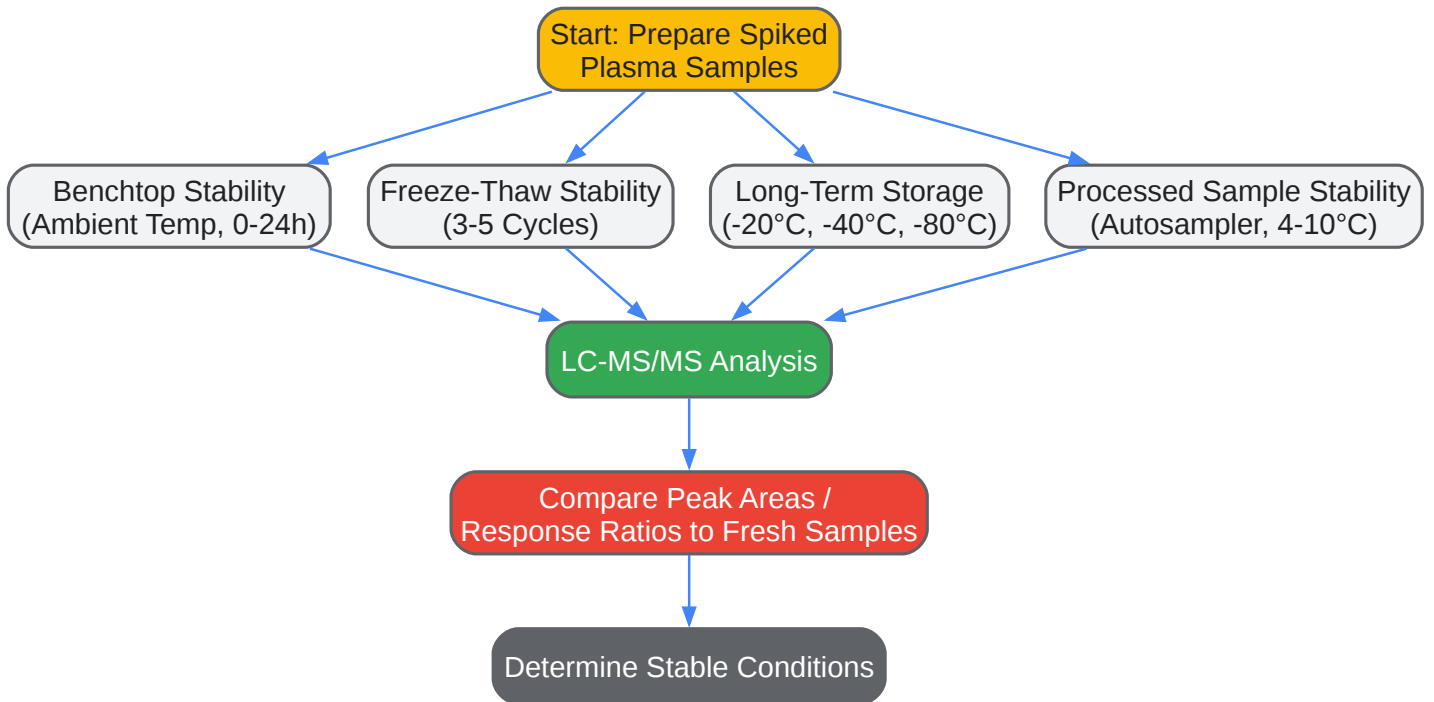 Start: Prepare Spiked
Plasma Samples
Benchtop Stability
(Ambient Temp, 0-24h)
Freeze-Thaw Stability
(3-5 Cycles)
Long-Term Storage
(-20°C, -40°C, -80°C)
Processed Sample Stability
(Autosampler, 4-10°C)
LC-MS/MS Analysis
Compare Peak Areas /
Response Ratios to Fresh Samples
Determine Stable Conditions